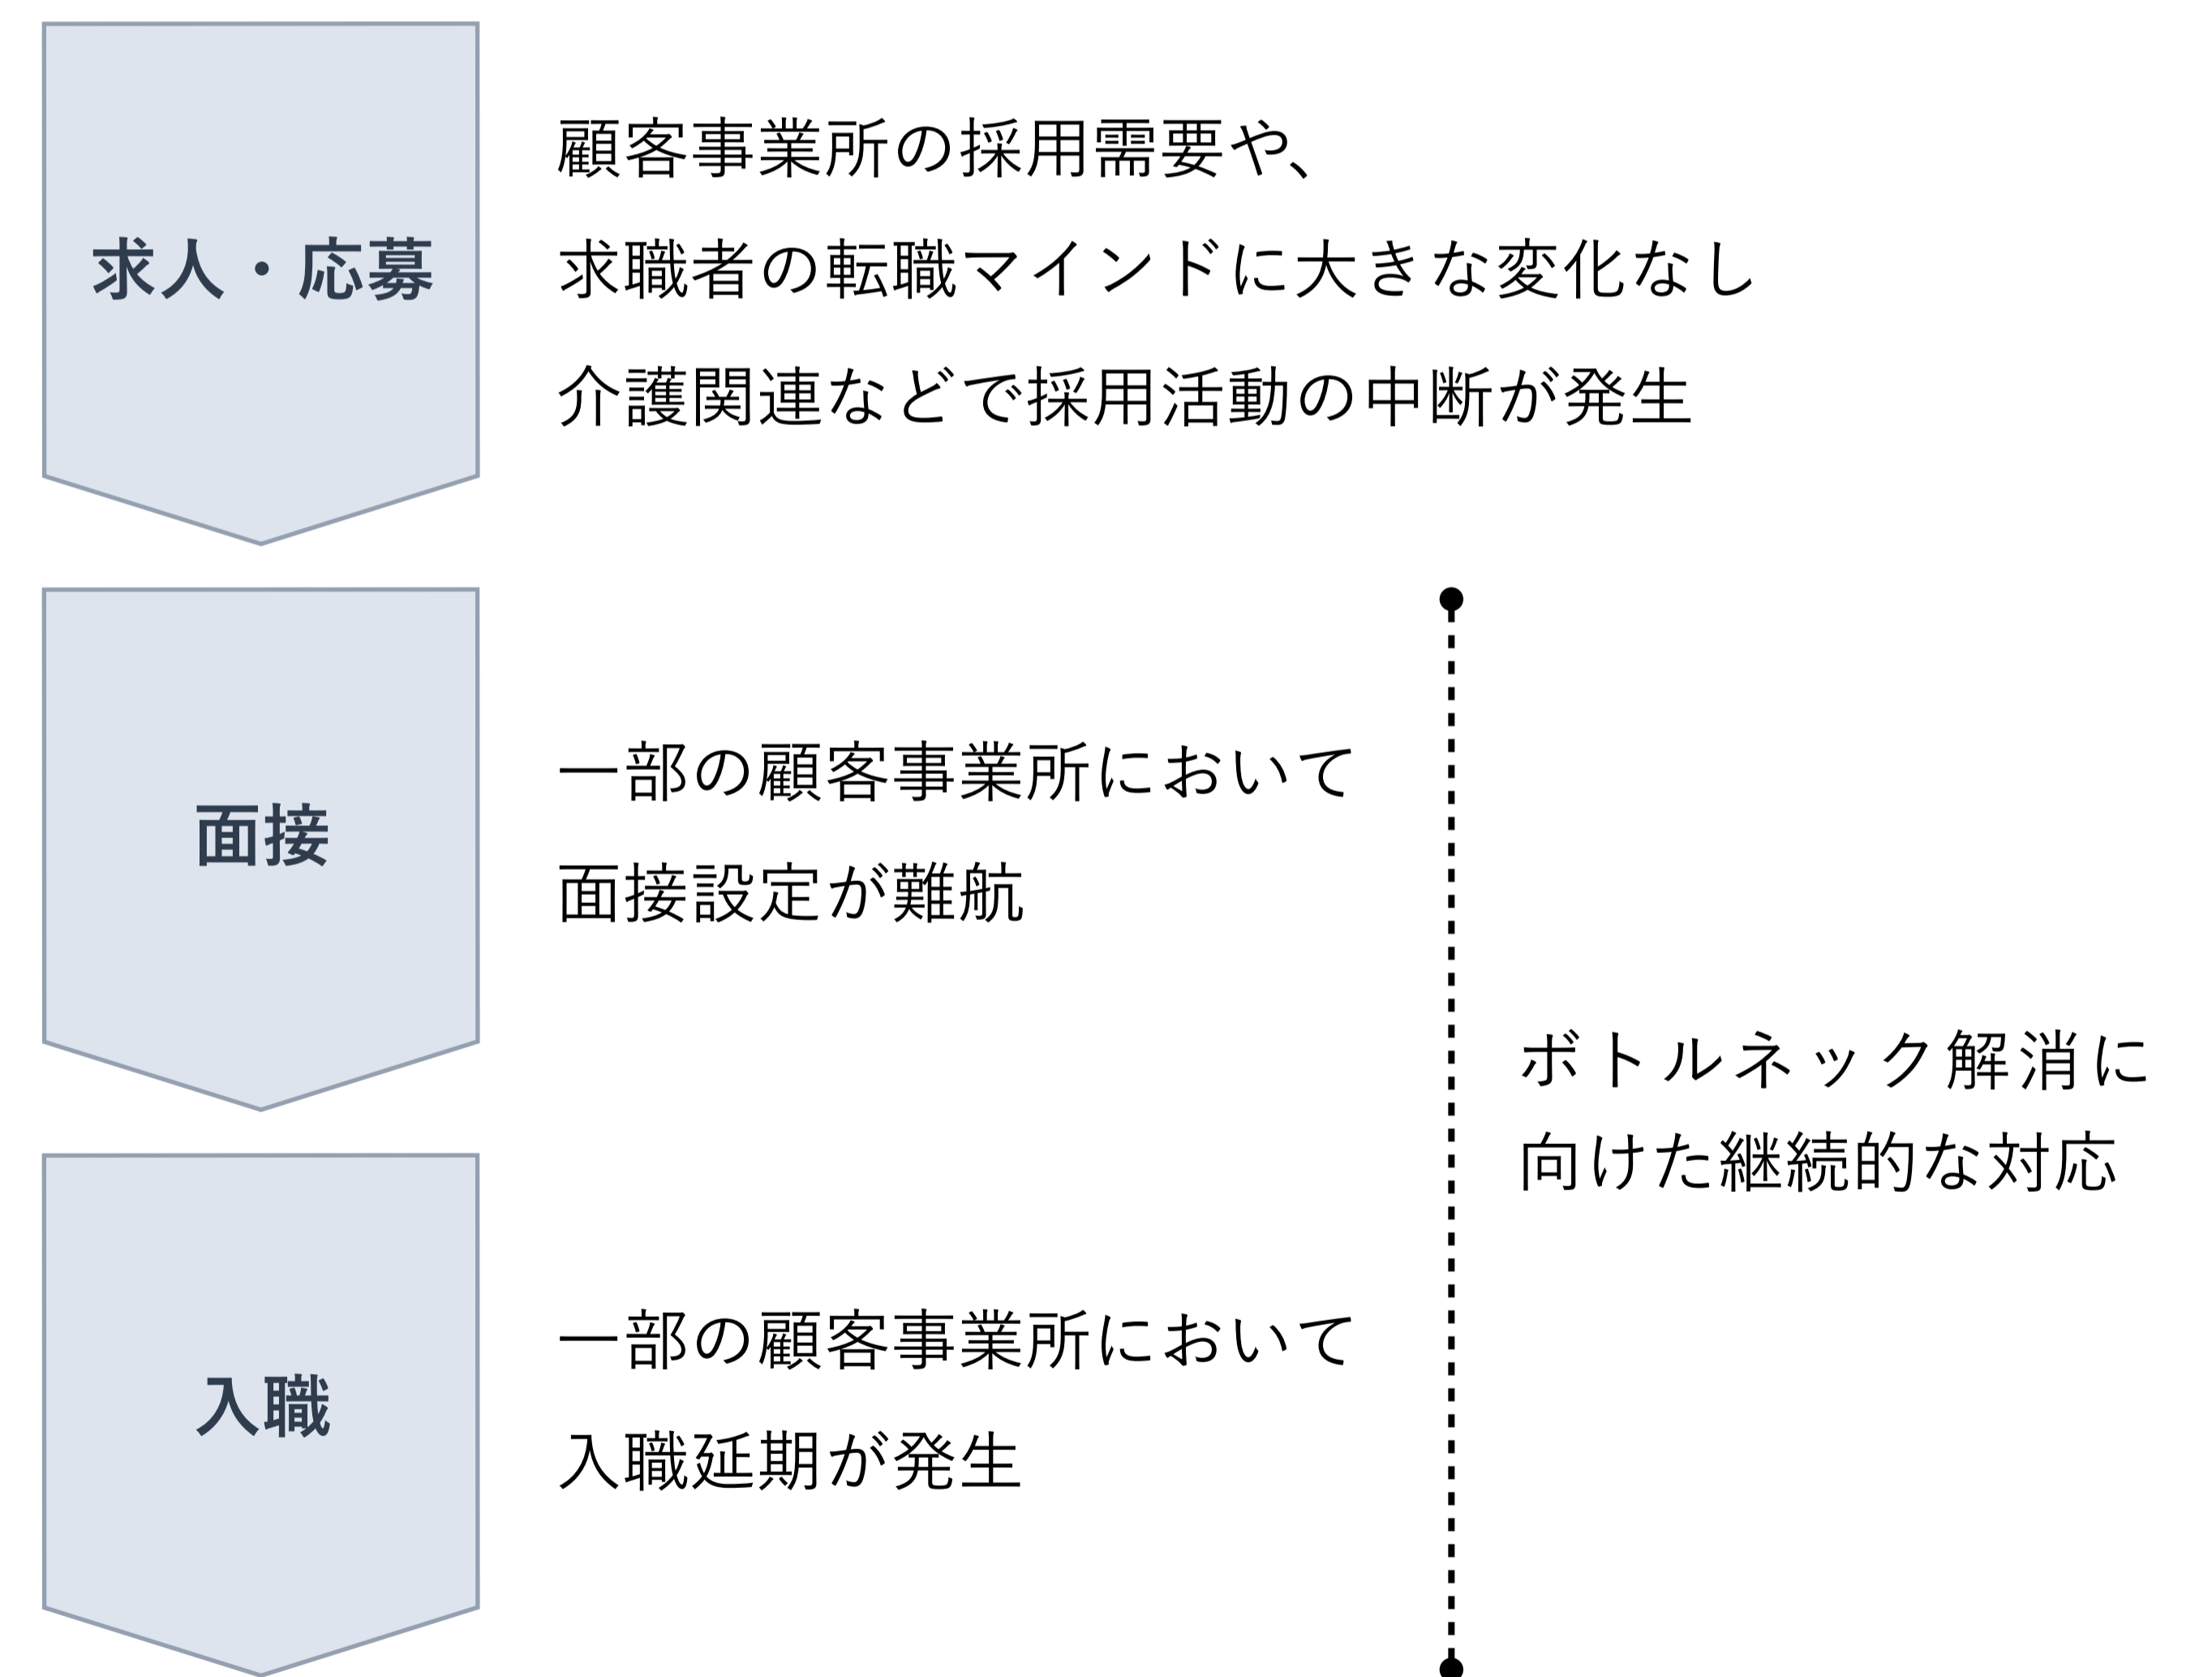 求人・応募
顧客事業所の採用需要や、
求職者の転職マインドに大きな変化なし
介護関連などで採用活動の中断が発生
面接
一部の顧客事業所において
面接設定が難航
ボトルネック解消に
向けた継続的な対応
入職
一部の顧客事業所において
入職延期が発生